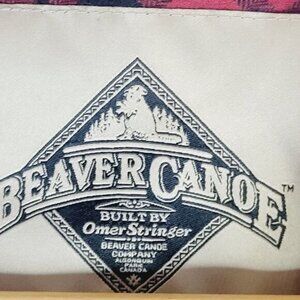 BEAVER CANOE™
BUILT BY
Omer Stringer
BEAVER CANOE
COMPANY
ALGONQUIN
PARK
CANADA